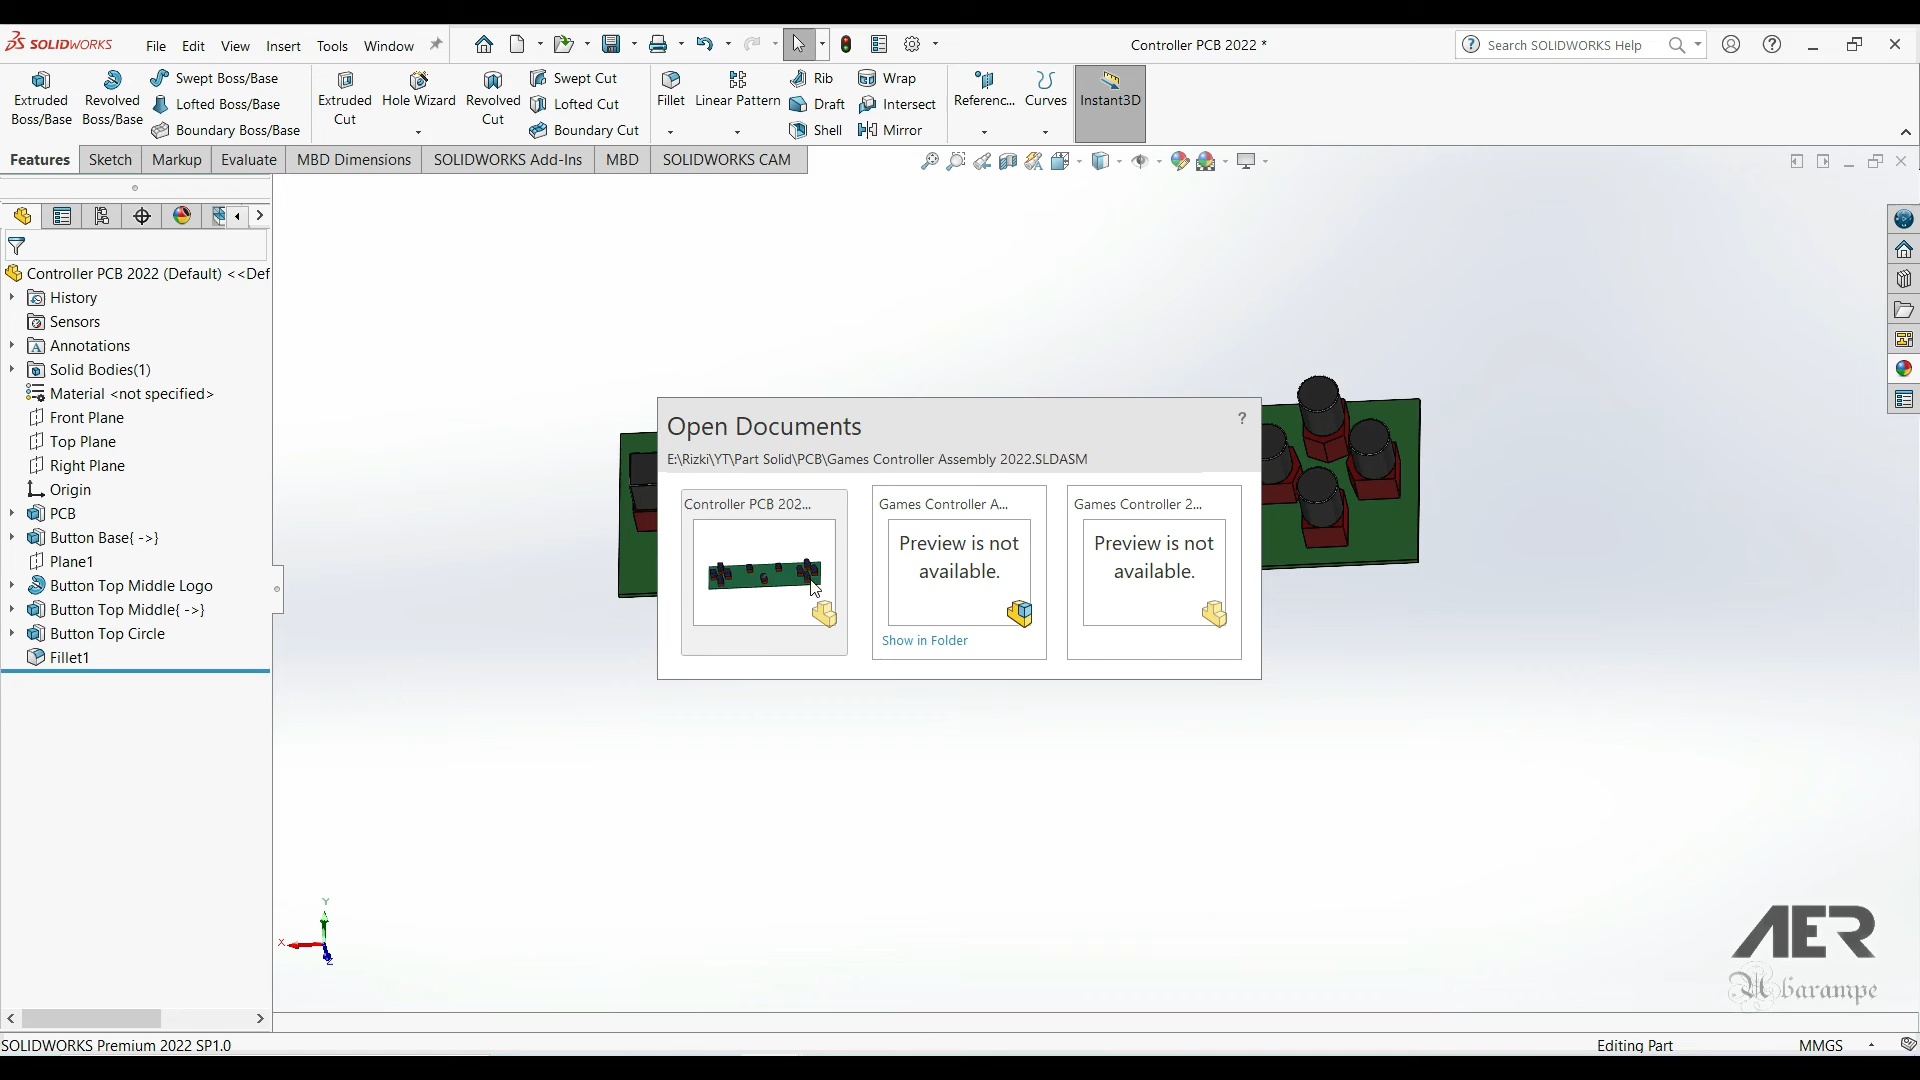 SOLIDWORKS
File Edit View Insert Tools Window
Controller PCB 2022 *
Search SOLIDWORKS Help
Extruded Boss/Base
Revolved Boss/Base
Swept Boss/Base
Lofted Boss/Base
Boundary Boss/Base
Extruded Cut
Hole Wizard
Revolved Cut
Swept Cut
Lofted Cut
Boundary Cut
Fillet
Linear Pattern
Rib
Draft
Shell
Wrap
Intersect
Mirror
Referenc...
Curves
Instant3D
Features Sketch Markup Evaluate MBD Dimensions SOLIDWORKS Add-Ins MBD SOLIDWORKS CAM
Controller PCB 2022 (Default) <<Def
History
Sensors
Annotations
Solid Bodies(1)
Material <not specified>
Front Plane
Top Plane
Right Plane
Origin
PCB
Button Base{ ->}
Plane1
Button Top Middle Logo
Button Top Middle{ ->}
Button Top Circle
Fillet1
Open Documents
?
E:\Rizki\YT\Part Solid\PCB\Games Controller Assembly 2022.SLDASM
Controller PCB 202...
Games Controller A...
Preview is not
available.
Show in Folder
Games Controller 2...
Preview is not
available.
Y
X
Z
AER
Abarampe
SOLIDWORKS Premium 2022 SP1.0
Editing Part
MMGS